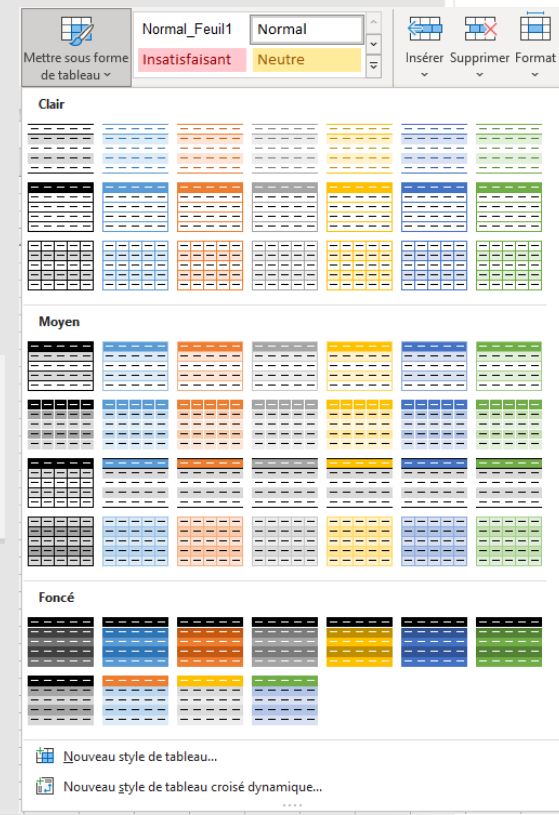 Normal_Feuil1 Normal
Mettre sous forme
de tableau
Insatisfaisant Neutre
Insérer Supprimer Format
Clair
Moyen
Foncé
Nouveau style de tableau...
Nouveau style de tableau croisé dynamique...